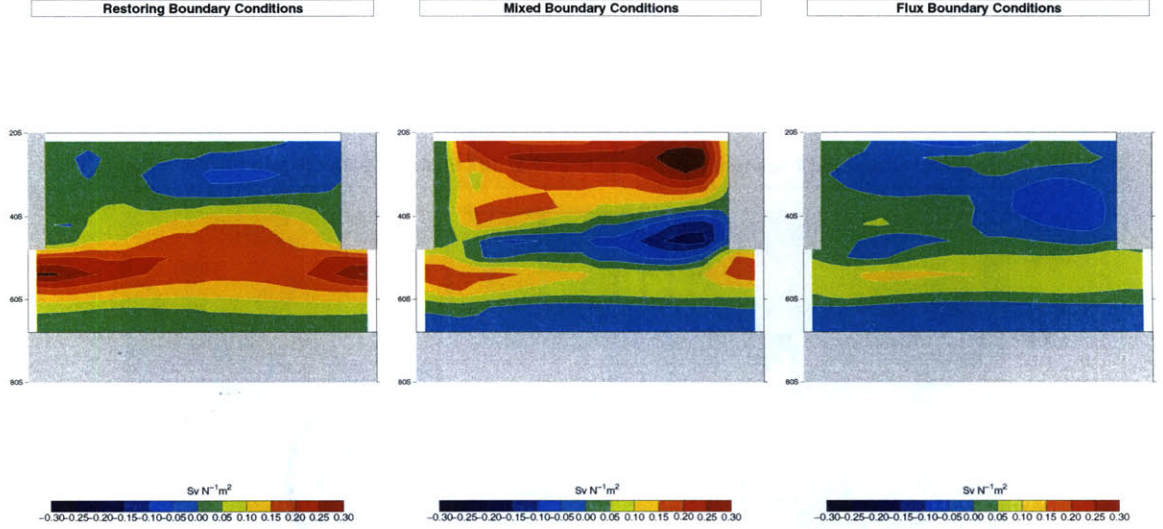 Restoring Boundary Conditions
Mixed Boundary Conditions
Flux Boundary Conditions
20S
40S
60S
80S
20S
40S
60S
80S
20S
40S
60S
80S
Sv N⁻¹m²
−0.30−0.25−0.20−0.15−0.10−0.05 0.00 0.05 0.10 0.15 0.20 0.25 0.30
Sv N⁻¹m²
−0.30−0.25−0.20−0.15−0.10−0.05 0.00 0.05 0.10 0.15 0.20 0.25 0.30
Sv N⁻¹m²
−0.30−0.25−0.20−0.15−0.10−0.05 0.00 0.05 0.10 0.15 0.20 0.25 0.30